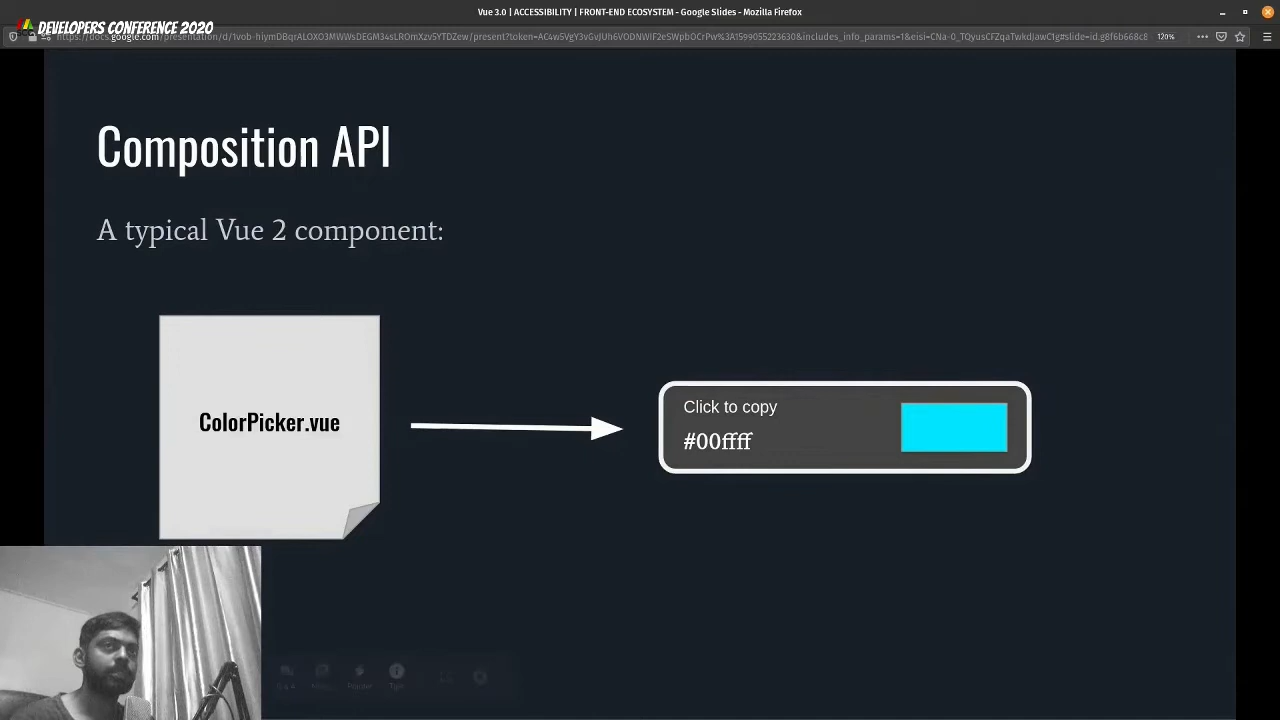 Vue 3.0 | ACCESSIBILITY | FRONT-END ECOSYSTEM - Google Slides - Mozilla Firefox
DEVELOPERS CONFERENCE 2020
120%
Composition API
A typical Vue 2 component:
ColorPicker.vue
Click to copy
#00ffff